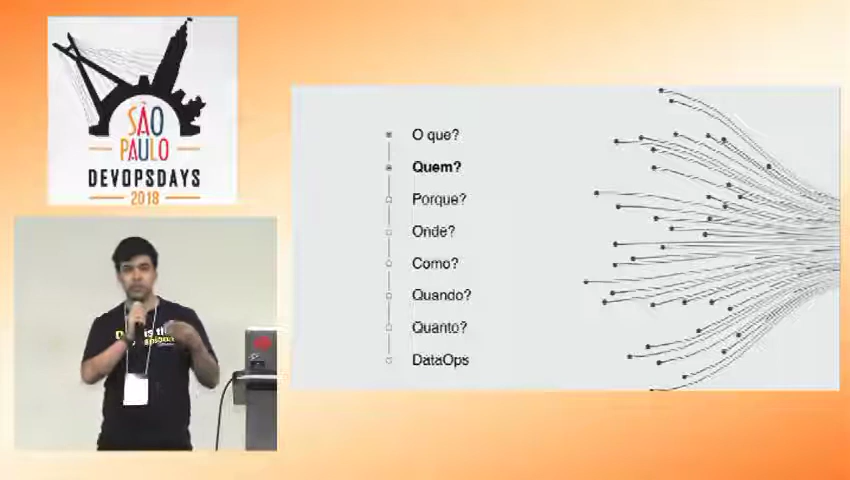 SÃO
PAULO
DEVOPSDAYS
2018
O que?
Quem?
Porque?
Onde?
Como?
Quando?
Quanto?
DataOps